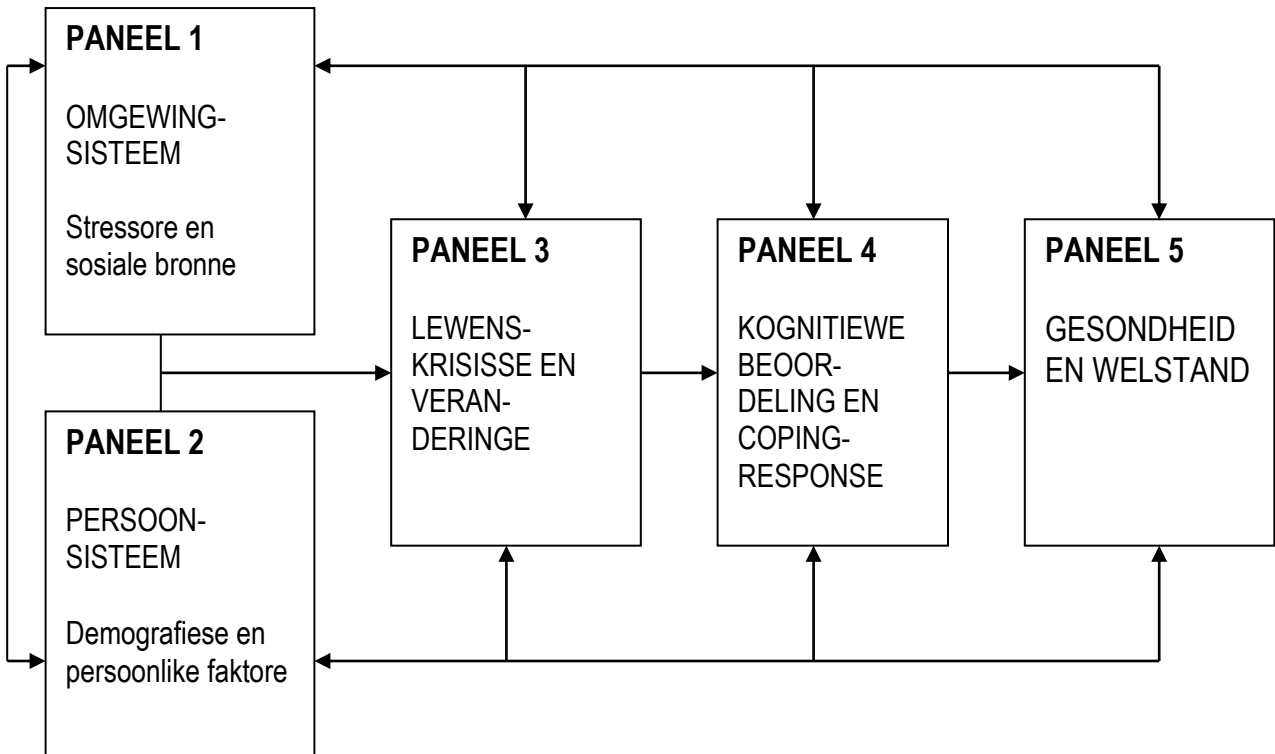 PANEEL 1
OMGEWING-
SISTEEM
Stressore en
sosiale bronne
PANEEL 2
PERSOON-
SISTEEM
Demografiese en
persoonlike faktore
PANEEL 3
LEWENS-
KRISISSE EN
VERAN-
DERINGE
PANEEL 4
KOGNITIEWE
BEOOR-
DELING EN
COPING-
RESPONSE
PANEEL 5
GESONDHEID
EN WELSTAND